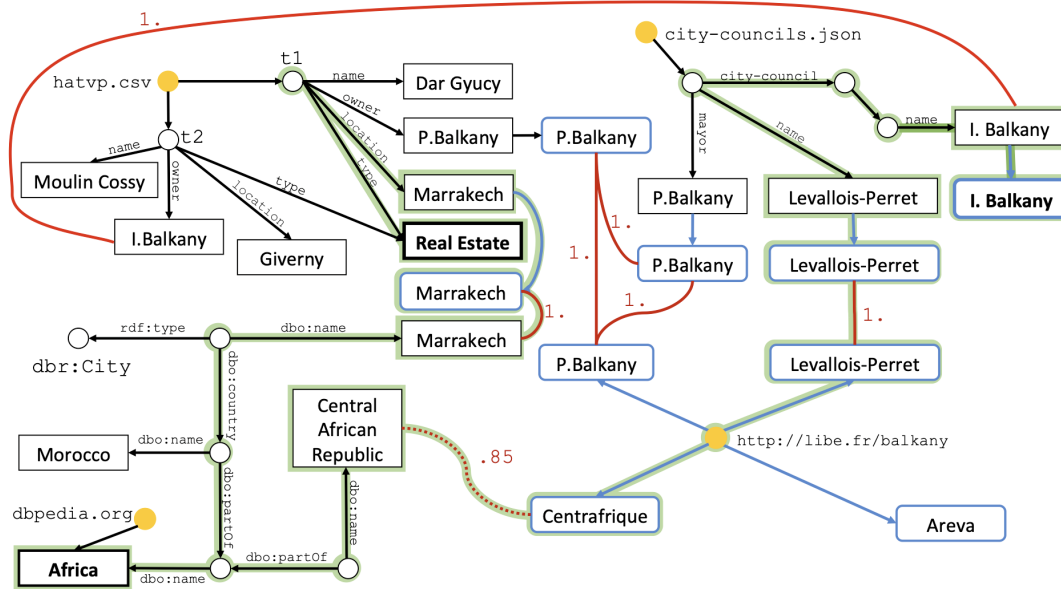 1.
city-councils.json
t1
hatvp.csv
name
Dar Gyucy
city-council
owner
P.Balkany
P.Balkany
name
I. Balkany
location
type
mayor
name
t2
name
Moulin Cossy
owner
location
type
Marrakech
P.Balkany
Levallois-Perret
I. Balkany
I.Balkany
Real Estate
1.
Giverny
1.
P.Balkany
Levallois-Perret
Marrakech
1.
1.
1.
rdf:type
dbo:name
Marrakech
dbr:City
P.Balkany
Levallois-Perret
dbo:country
Central
African
Republic
dbo:name
Morocco
http://libe.fr/balkany
.85
dbo:partOf
dbo:name
dbpedia.org
Centrafrique
Areva
dbo:partOf
Africa
dbo:name